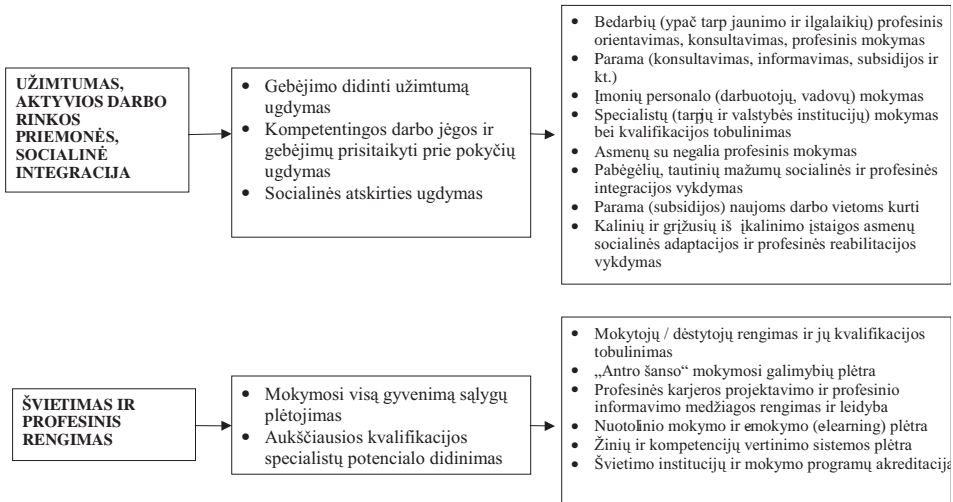 UŽIMTUMAS,
AKTYVIOS DARBO
RINKOS
PRIEMONĖS,
SOCIALINĖ
INTEGRACIJA
• Gebėjimo didinti užimtumą
ugdymas
• Kompetentingos darbo jėgos ir
gebėjimų prisitaikyti prie pokyčių
ugdymas
• Socialinės atskirties ugdymas
• Bedarbių (ypač tarp jaunimo ir ilgalaikių) profesinis
orientavimas, konsultavimas, profesinis mokymas
• Parama (konsultavimas, informavimas, subsidijos ir
kt.)
• Įmonių personalo (darbuotojų, vadovų) mokymas
• Specialistų (tarpjų ir valstybės institucijų) mokymas
bei kvalifikacijos tobulinimas
• Asmenų su negalia profesinis mokymas
• Pabėgėlių, tautinių mažumų socialinės ir profesinės
integracijos vykdymas
• Parama (subsidijos) naujoms darbo vietoms kurti
• Kalinių ir grįžusių iš įkalinimo įstaigos asmenų
socialinės adaptacijos ir profesinės reabilitacijos
vykdymas
ŠVIETIMAS IR
PROFESINIS
RENGIMAS
• Mokymosi visą gyvenimą sąlygų
plėtojimas
• Aukščiausios kvalifikacijos
specialistų potencialo didinimas
• Mokytojų / dėstytojų rengimas ir jų kvalifikacijos
tobulinimas
• „Antro šanso“ mokymosi galimybių plėtra
• Profesinės karjeros projektavimo ir profesinio
informavimo medžiagos rengimas ir leidyba
• Nuotolinio mokymo ir emokymo (elearning) plėtra
• Žinių ir kompetencijų vertinimo sistemos plėtra
• Švietimo institucijų ir mokymo programų akreditacija